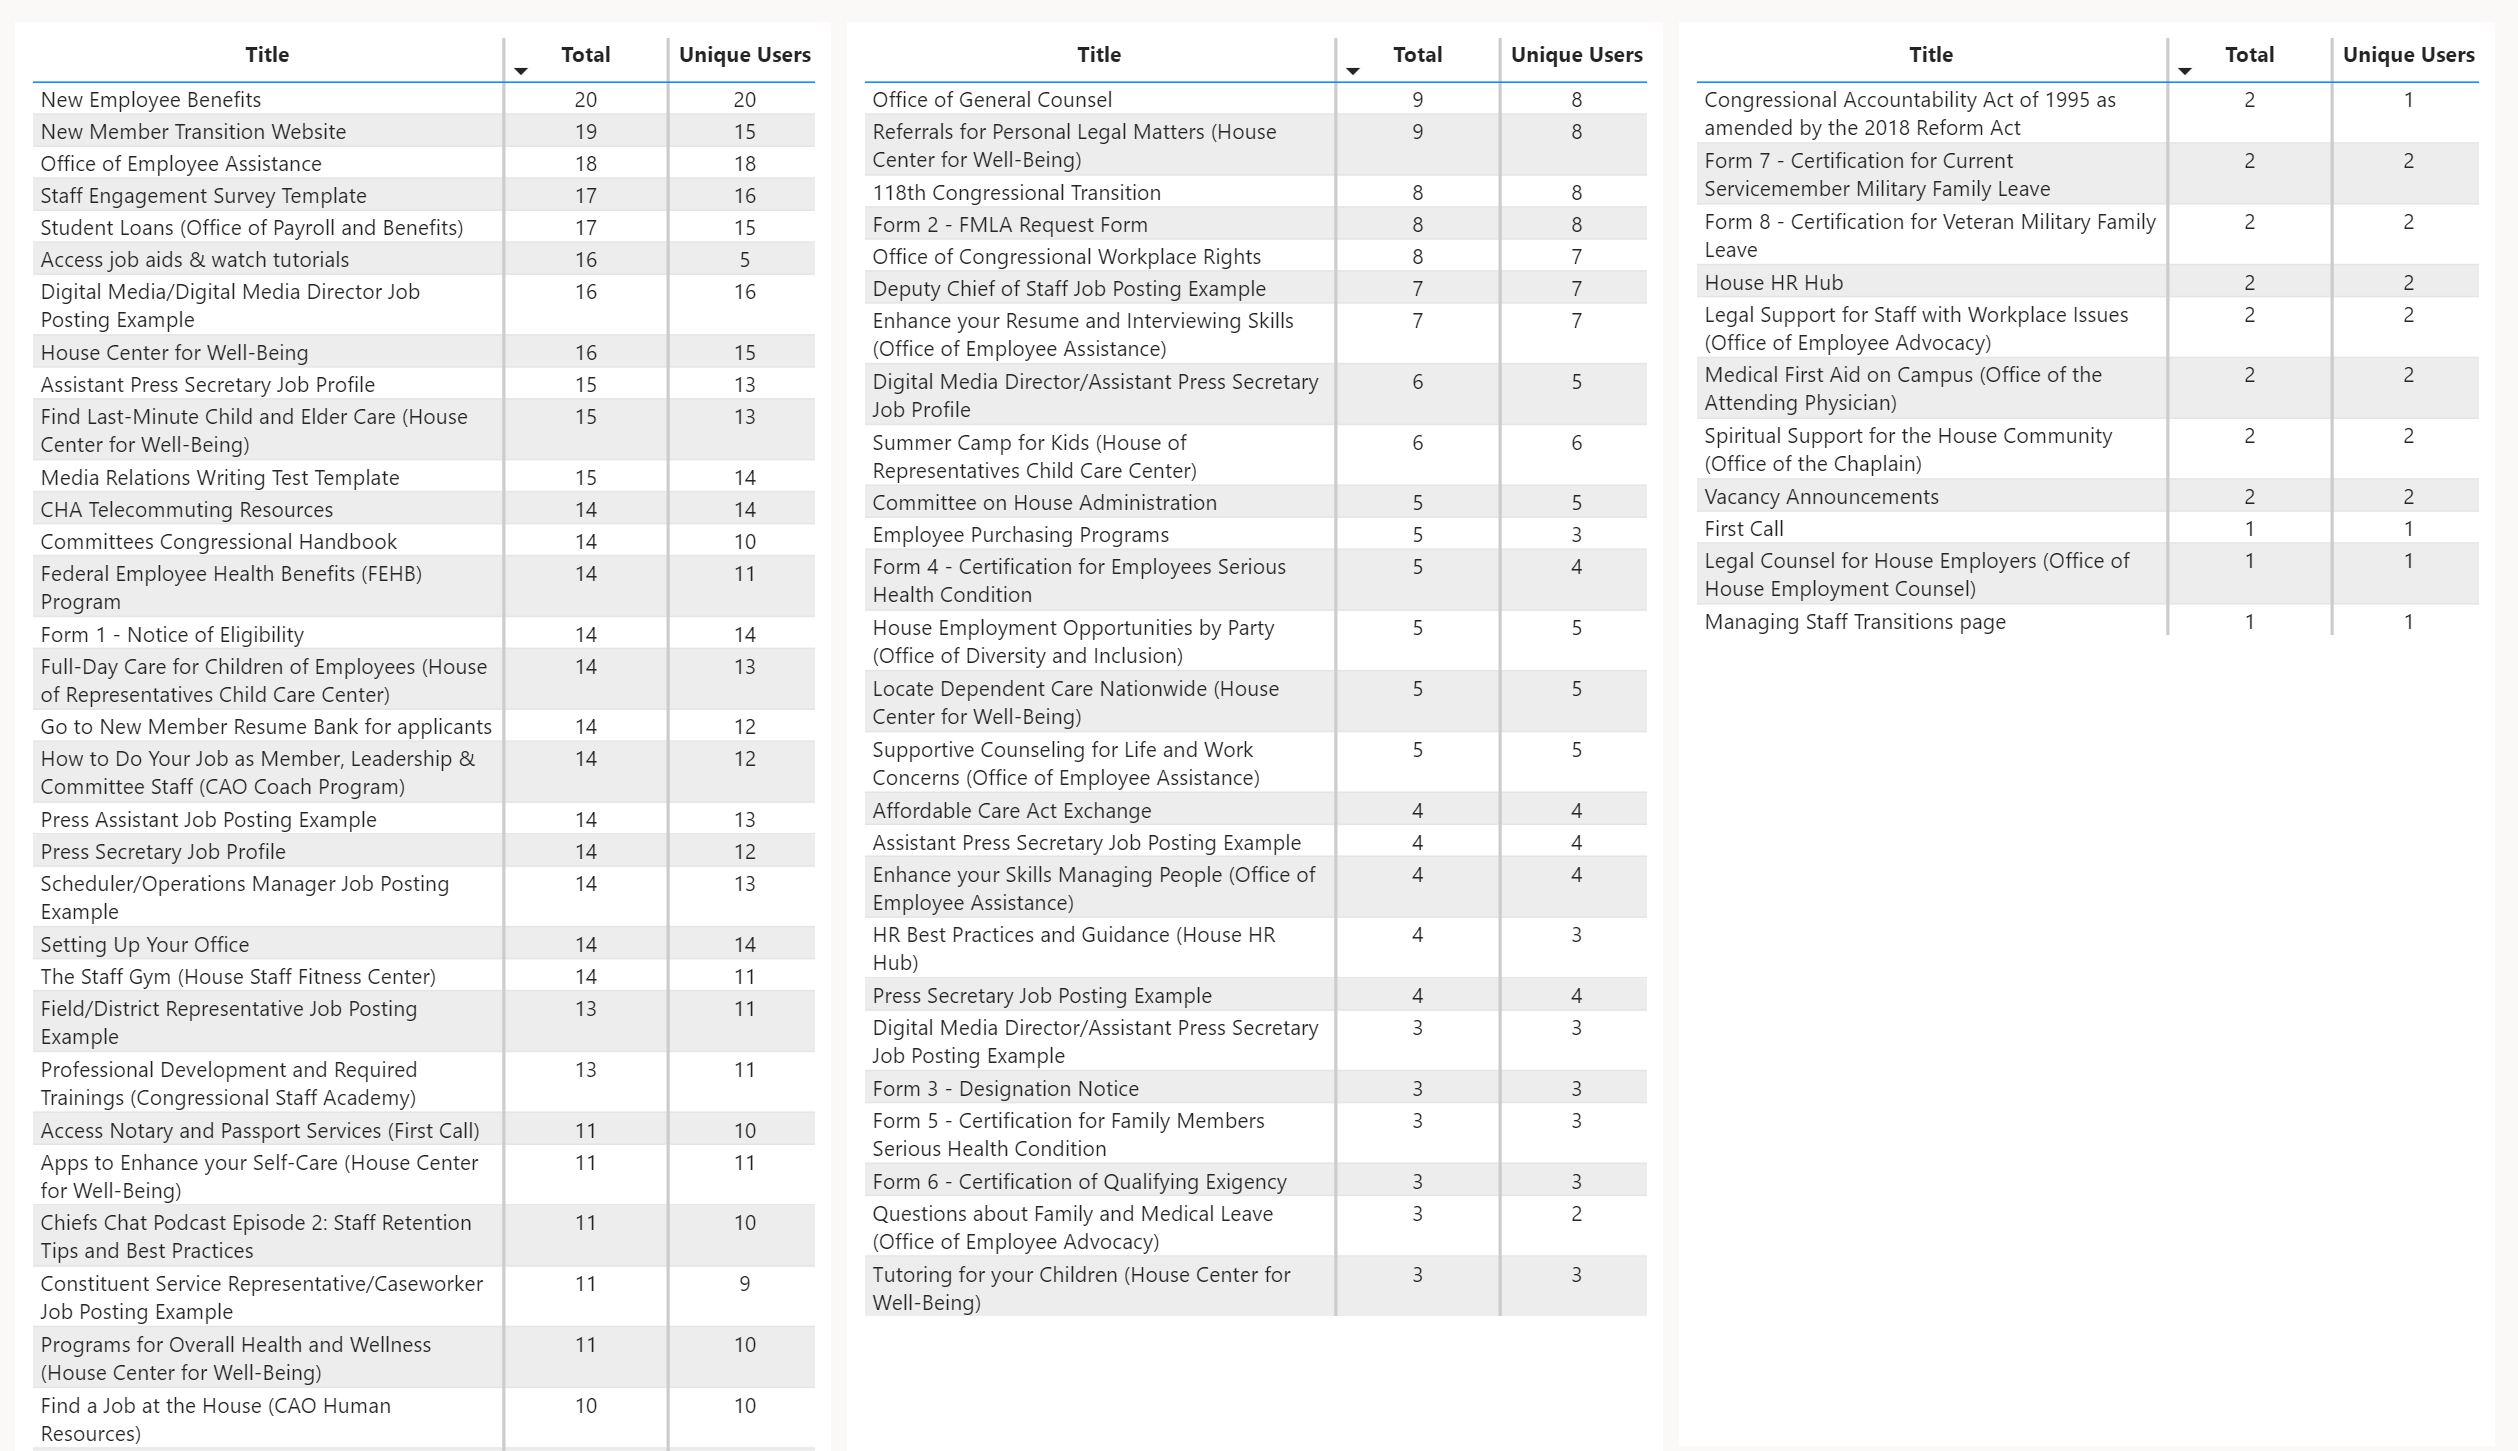 Title Total Unique Users
New Employee Benefits 20 20
New Member Transition Website 19 15
Office of Employee Assistance 18 18
Staff Engagement Survey Template 17 16
Student Loans (Office of Payroll and Benefits) 17 15
Access job aids & watch tutorials 16 5
Digital Media/Digital Media Director Job 16 16
Posting Example
House Center for Well-Being 16 15
Assistant Press Secretary Job Profile 15 13
Find Last-Minute Child and Elder Care (House 15 13
Center for Well-Being)
Media Relations Writing Test Template 15 14
CHA Telecommuting Resources 14 14
Committees Congressional Handbook 14 10
Federal Employee Health Benefits (FEHB) 14 11
Program
Form 1 - Notice of Eligibility 14 14
Full-Day Care for Children of Employees (House 14 13
of Representatives Child Care Center)
Go to New Member Resume Bank for applicants 14 12
How to Do Your Job as Member, Leadership & 14 12
Committee Staff (CAO Coach Program)
Press Assistant Job Posting Example 14 13
Press Secretary Job Profile 14 12
Scheduler/Operations Manager Job Posting 14 13
Example
Setting Up Your Office 14 14
The Staff Gym (House Staff Fitness Center) 14 11
Field/District Representative Job Posting 13 11
Example
Professional Development and Required 13 11
Trainings (Congressional Staff Academy)
Access Notary and Passport Services (First Call) 11 10
Apps to Enhance your Self-Care (House Center 11 11
for Well-Being)
Chiefs Chat Podcast Episode 2: Staff Retention 11 10
Tips and Best Practices
Constituent Service Representative/Caseworker 11 9
Job Posting Example
Programs for Overall Health and Wellness 11 10
(House Center for Well-Being)
Find a Job at the House (CAO Human 10 10
Resources)
Title Total Unique Users
Office of General Counsel 9 8
Referrals for Personal Legal Matters (House 9 8
Center for Well-Being)
118th Congressional Transition 8 8
Form 2 - FMLA Request Form 8 8
Office of Congressional Workplace Rights 8 7
Deputy Chief of Staff Job Posting Example 7 7
Enhance your Resume and Interviewing Skills 7 7
(Office of Employee Assistance)
Digital Media Director/Assistant Press Secretary 6 5
Job Profile
Summer Camp for Kids (House of 6 6
Representatives Child Care Center)
Committee on House Administration 5 5
Employee Purchasing Programs 5 3
Form 4 - Certification for Employees Serious 5 4
Health Condition
House Employment Opportunities by Party 5 5
(Office of Diversity and Inclusion)
Locate Dependent Care Nationwide (House 5 5
Center for Well-Being)
Supportive Counseling for Life and Work 5 5
Concerns (Office of Employee Assistance)
Affordable Care Act Exchange 4 4
Assistant Press Secretary Job Posting Example 4 4
Enhance your Skills Managing People (Office of 4 4
Employee Assistance)
HR Best Practices and Guidance (House HR 4 3
Hub)
Press Secretary Job Posting Example 4 4
Digital Media Director/Assistant Press Secretary 3 3
Job Posting Example
Form 3 - Designation Notice 3 3
Form 5 - Certification for Family Members 3 3
Serious Health Condition
Form 6 - Certification of Qualifying Exigency 3 3
Questions about Family and Medical Leave 3 2
(Office of Employee Advocacy)
Tutoring for your Children (House Center for 3 3
Well-Being)
Title Total Unique Users
Congressional Accountability Act of 1995 as 2 1
amended by the 2018 Reform Act
Form 7 - Certification for Current 2 2
Servicemember Military Family Leave
Form 8 - Certification for Veteran Military Family 2 2
Leave
House HR Hub 2 2
Legal Support for Staff with Workplace Issues 2 2
(Office of Employee Advocacy)
Medical First Aid on Campus (Office of the 2 2
Attending Physician)
Spiritual Support for the House Community 2 2
(Office of the Chaplain)
Vacancy Announcements 2 2
First Call 1 1
Legal Counsel for House Employers (Office of 1 1
House Employment Counsel)
Managing Staff Transitions page 1 1